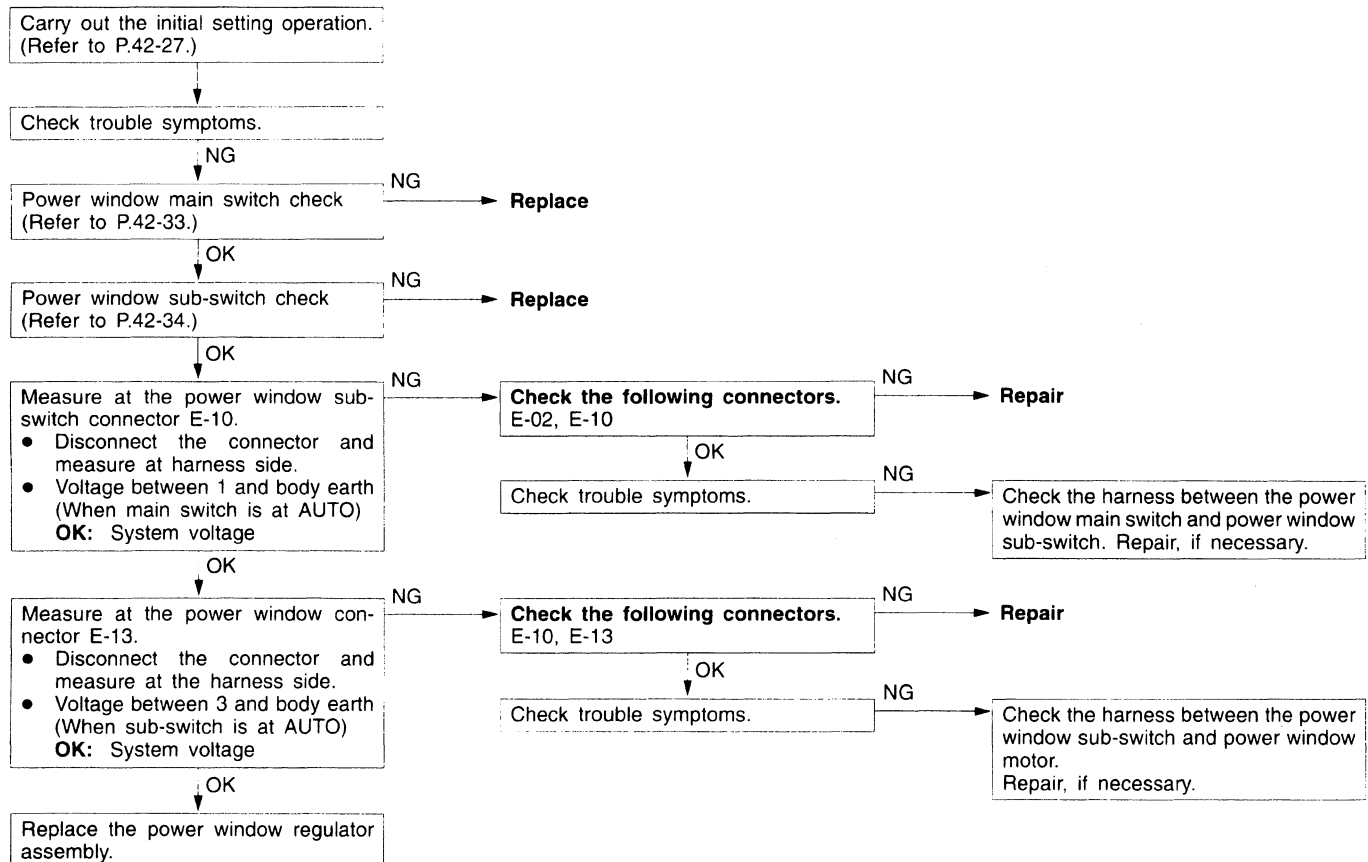 Carry out the initial setting operation.
(Refer to P.42-27.)
Check trouble symptoms.
NG
Power window main switch check
(Refer to P.42-33.)
NG
Replace
OK
Power window sub-switch check
(Refer to P.42-34.)
NG
Replace
OK
Measure at the power window sub-
switch connector E-10.
● Disconnect the connector and
measure at harness side.
● Voltage between 1 and body earth
(When main switch is at AUTO)
OK: System voltage
NG
Check the following connectors.
E-02, E-10
NG
Repair
OK
Check trouble symptoms.
NG
Check the harness between the power
window main switch and power window
sub-switch. Repair, if necessary.
OK
Measure at the power window con-
nector E-13.
● Disconnect the connector and
measure at the harness side.
● Voltage between 3 and body earth
(When sub-switch is at AUTO)
OK: System voltage
NG
Check the following connectors.
E-10, E-13
NG
Repair
OK
Check trouble symptoms.
NG
Check the harness between the power
window sub-switch and power window
motor.
Repair, if necessary.
OK
Replace the power window regulator
assembly.